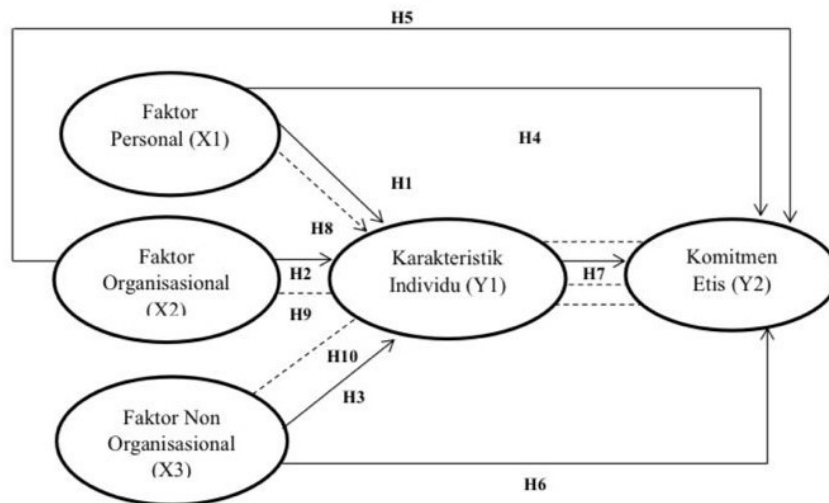 H5
Faktor
Personal (X1)
H4
H1
H8
Faktor
Organisasional
(X2)
H2
H9
Karakteristik
Individu (Y1)
H7
Komitmen
Etis (Y2)
H10
H3
Faktor Non
Organisasional
(X3)
H6